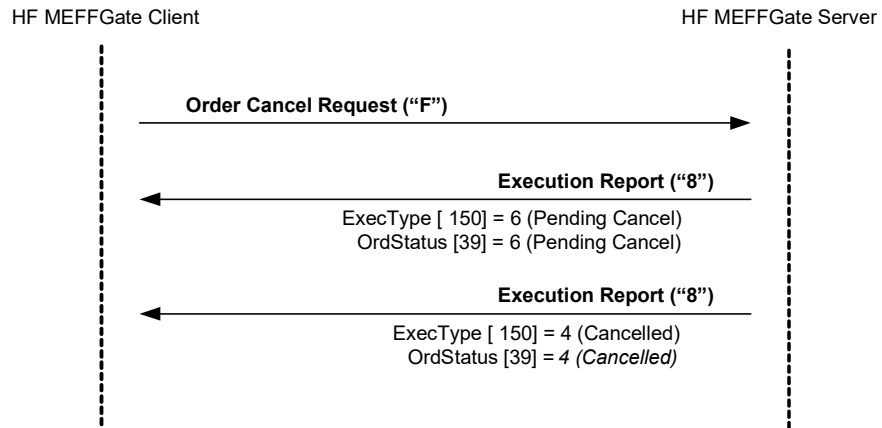 HF MEFFGate Client
HF MEFFGate Server
Order Cancel Request (“F”)
Execution Report (“8”)
ExecType [ 150] = 6 (Pending Cancel)
OrdStatus [39] = 6 (Pending Cancel)
Execution Report (“8”)
ExecType [ 150] = 4 (Cancelled)
OrdStatus [39] = 4 (Cancelled)